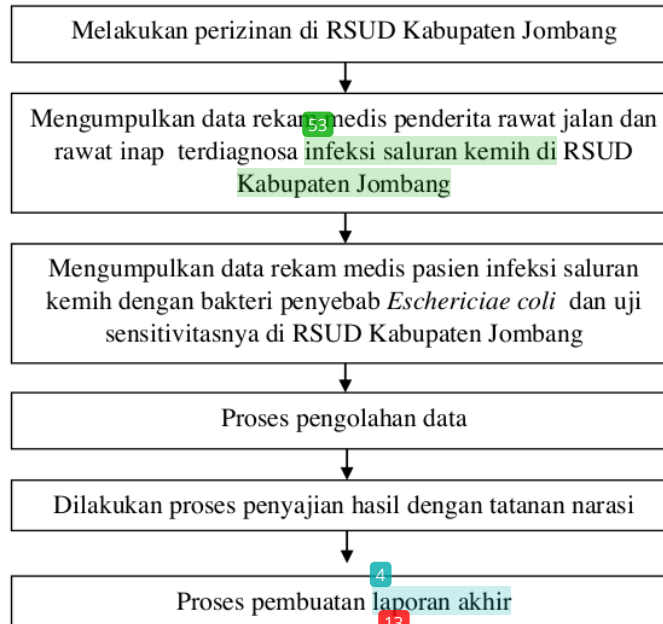 Melakukan perizinan di RSUD Kabupaten Jombang
Mengumpulkan data rekam medis penderita rawat jalan dan
53
rawat inap terdiagnosa infeksi saluran kemih di RSUD
Kabupaten Jombang
Mengumpulkan data rekam medis pasien infeksi saluran
kemih dengan bakteri penyebab Eschericiae coli dan uji
sensitivitasnya di RSUD Kabupaten Jombang
Proses pengolahan data
Dilakukan proses penyajian hasil dengan tatanan narasi
4
Proses pembuatan laporan akhir
13